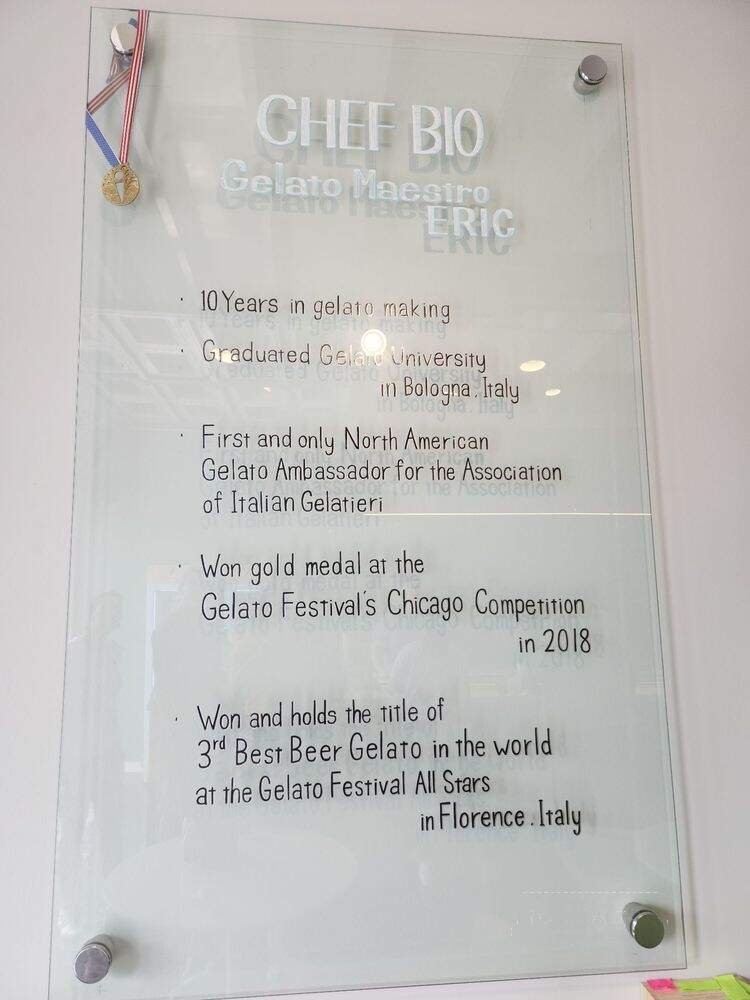 CHEF BIO
Gelato Maestro
ERIC
· 10 Years in gelato making
· Graduated Gelato University
in Bologna. Italy
· First and only North American
Gelato Ambassador for the Association
of Italian Gelatieri
· Won gold medal at the
Gelato Festival's Chicago Competition
in 2018
· Won and holds the title of
3rd Best Beer Gelato in the world
at the Gelato Festival All Stars
in Florence. Italy